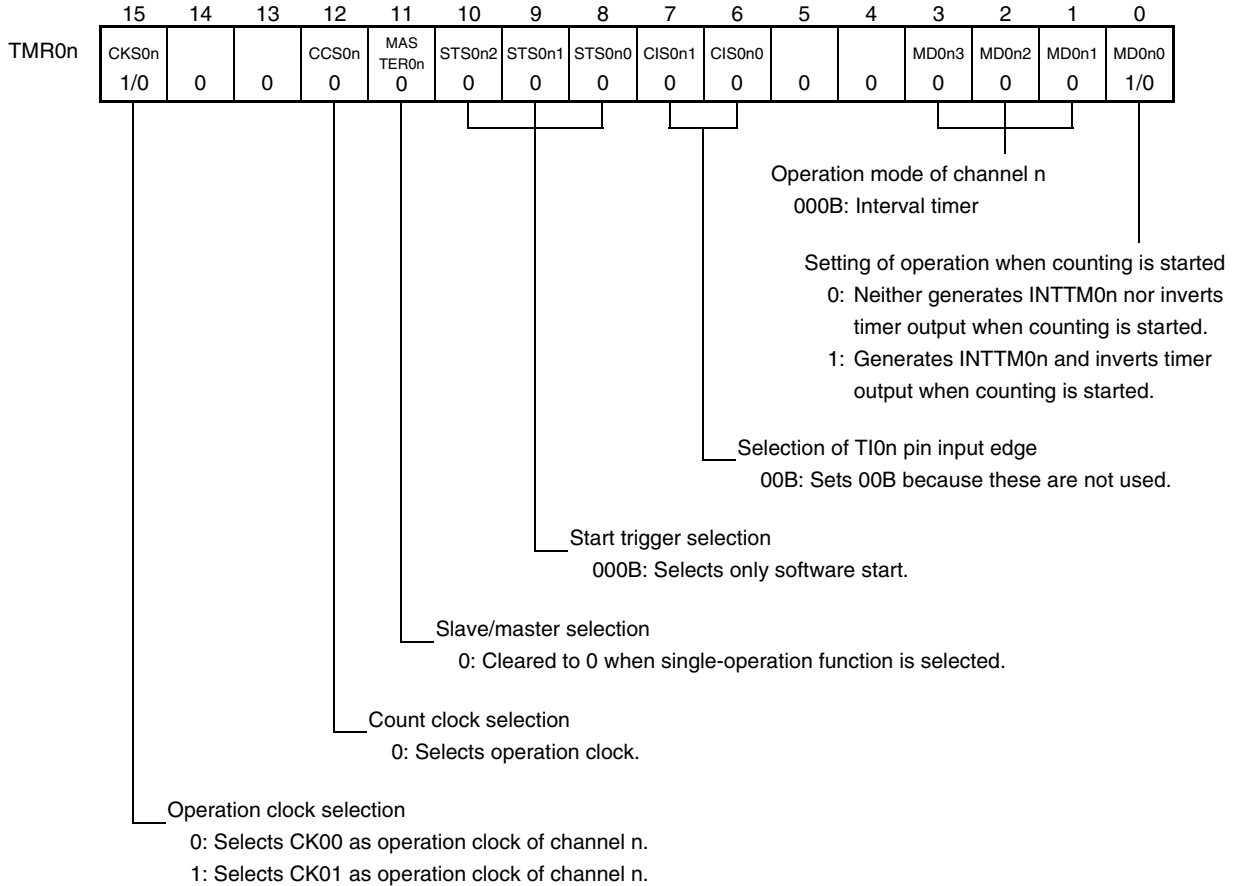 15 14 13 12 11 10 9 8 7 6 5 4 3 2 1 0
TMR0n
CKS0n CCS0n MAS TER0n STS0n2 STS0n1 STS0n0 CIS0n1 CIS0n0 MD0n3 MD0n2 MD0n1 MD0n0
1/0 0 0 0 0 0 0 0 0 0 0 0 0 0 0 1/0
Operation mode of channel n
000B: Interval timer
Setting of operation when counting is started
0: Neither generates INTTM0n nor inverts
timer output when counting is started.
1: Generates INTTM0n and inverts timer
output when counting is started.
Selection of TI0n pin input edge
00B: Sets 00B because these are not used.
Start trigger selection
000B: Selects only software start.
Slave/master selection
0: Cleared to 0 when single-operation function is selected.
Count clock selection
0: Selects operation clock.
Operation clock selection
0: Selects CK00 as operation clock of channel n.
1: Selects CK01 as operation clock of channel n.